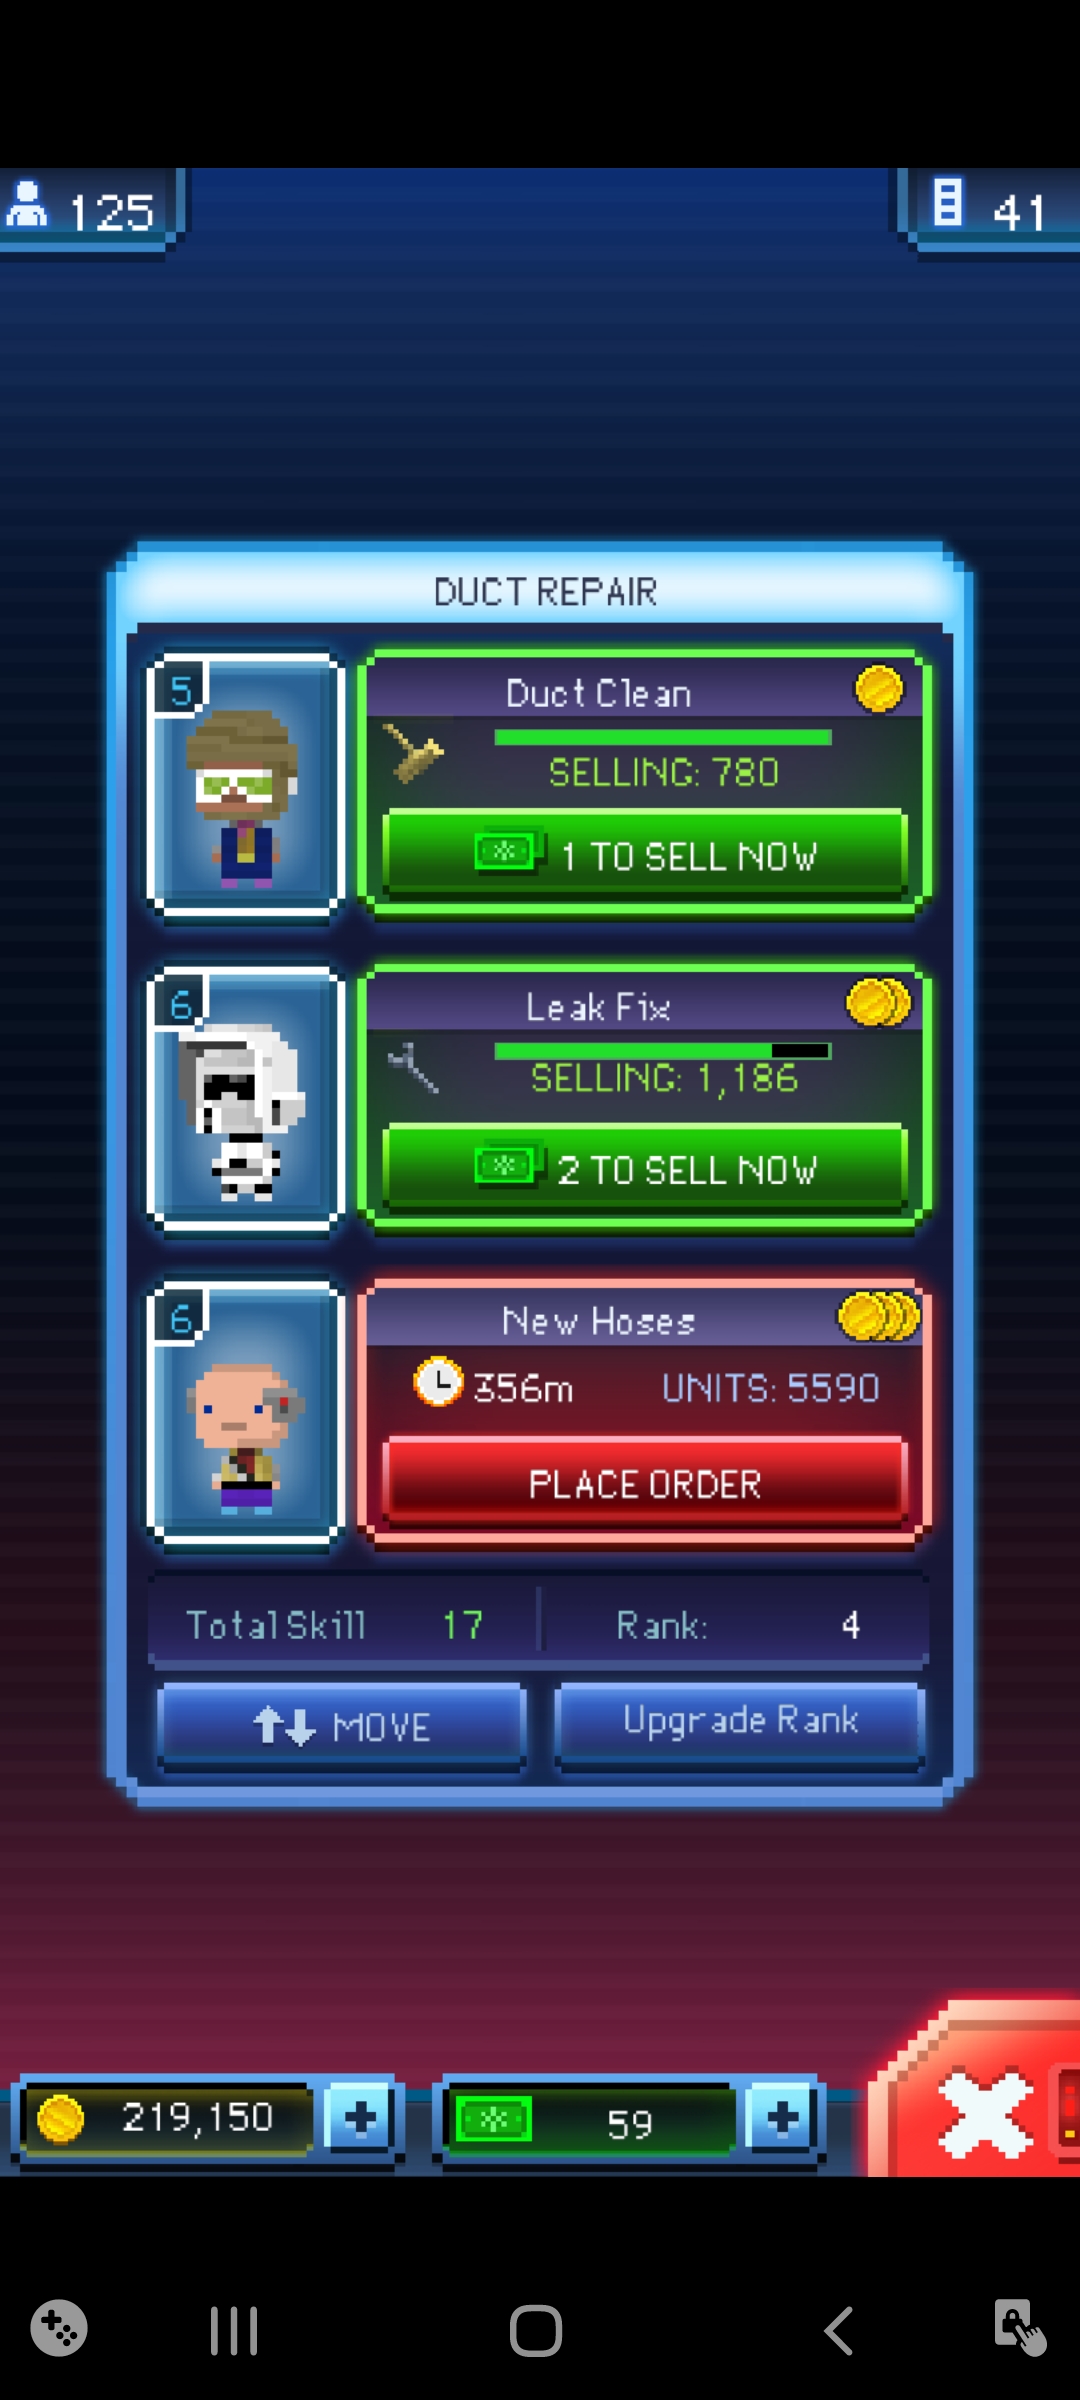 125
41
DUCT REPAIR
5
Duct Clean
SELLING: 780
1 TO SELL NOW
6
Leak Fix
SELLING: 1,186
2 TO SELL NOW
6
New Hoses
356m
UNITS: 5590
PLACE ORDER
Total Skill 17
Rank: 4
MOVE
Upgrade Rank
219,150
59